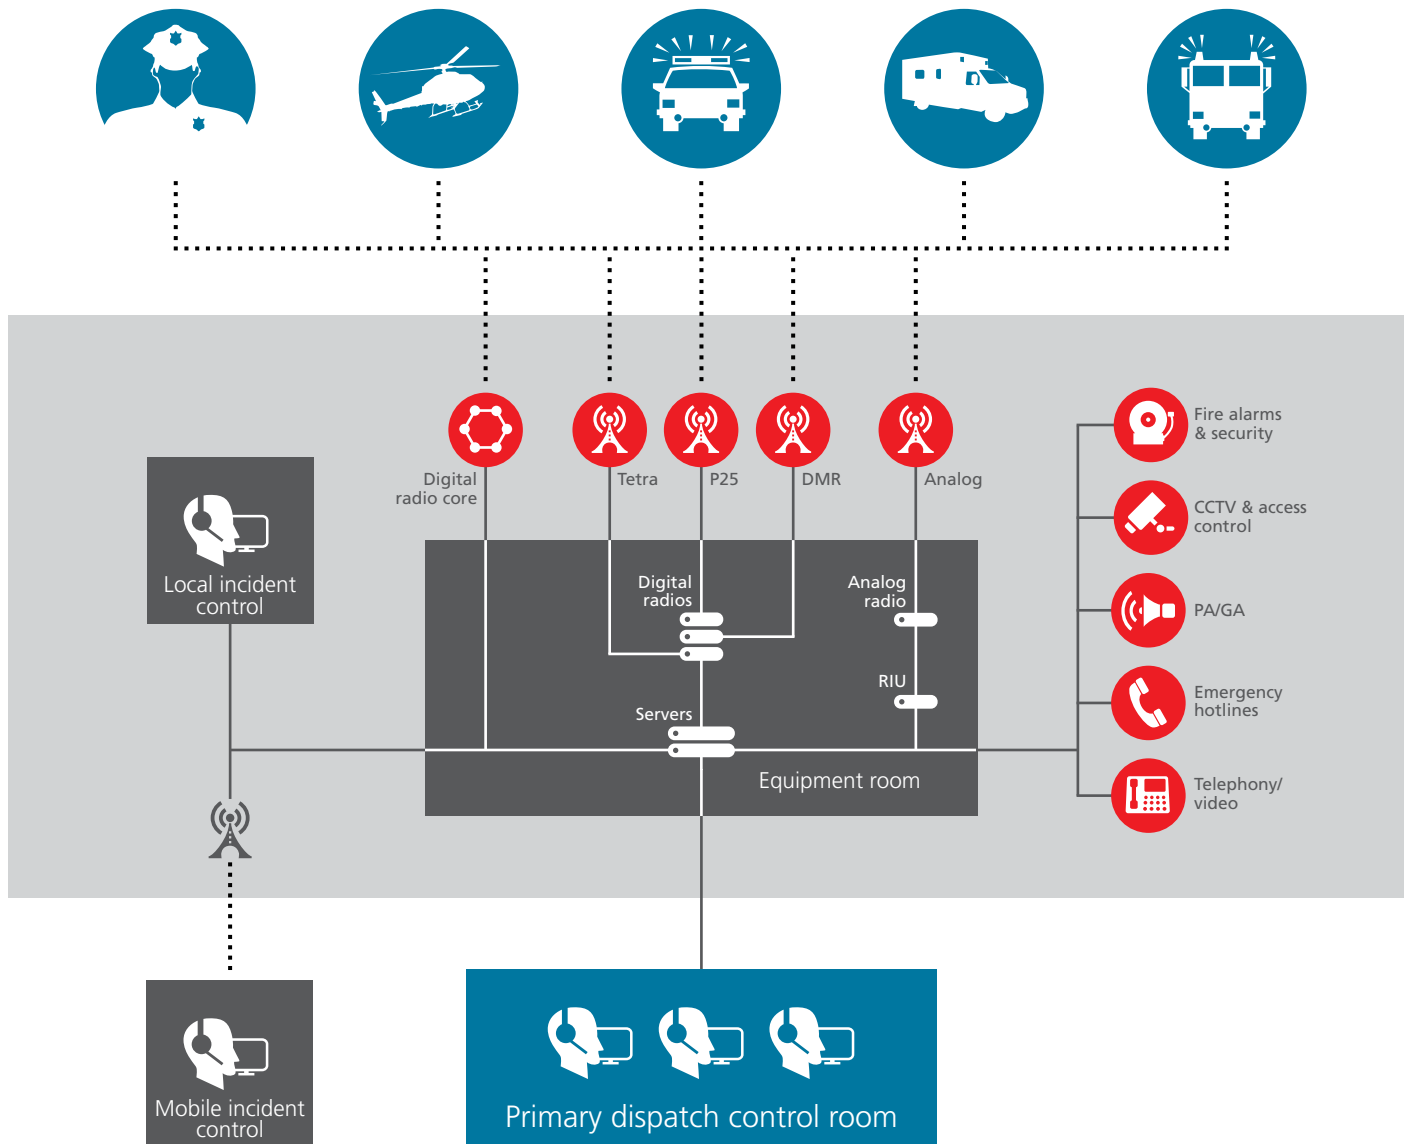 Digital
radio core
Tetra
P25
DMR
Analog
Fire alarms
& security
CCTV & access
control
PA/GA
Emergency
hotlines
Telephony/
video
Local incident
control
Digital
radios
Analog
radio
RIU
Servers
Equipment room
Mobile incident
control
Primary dispatch control room